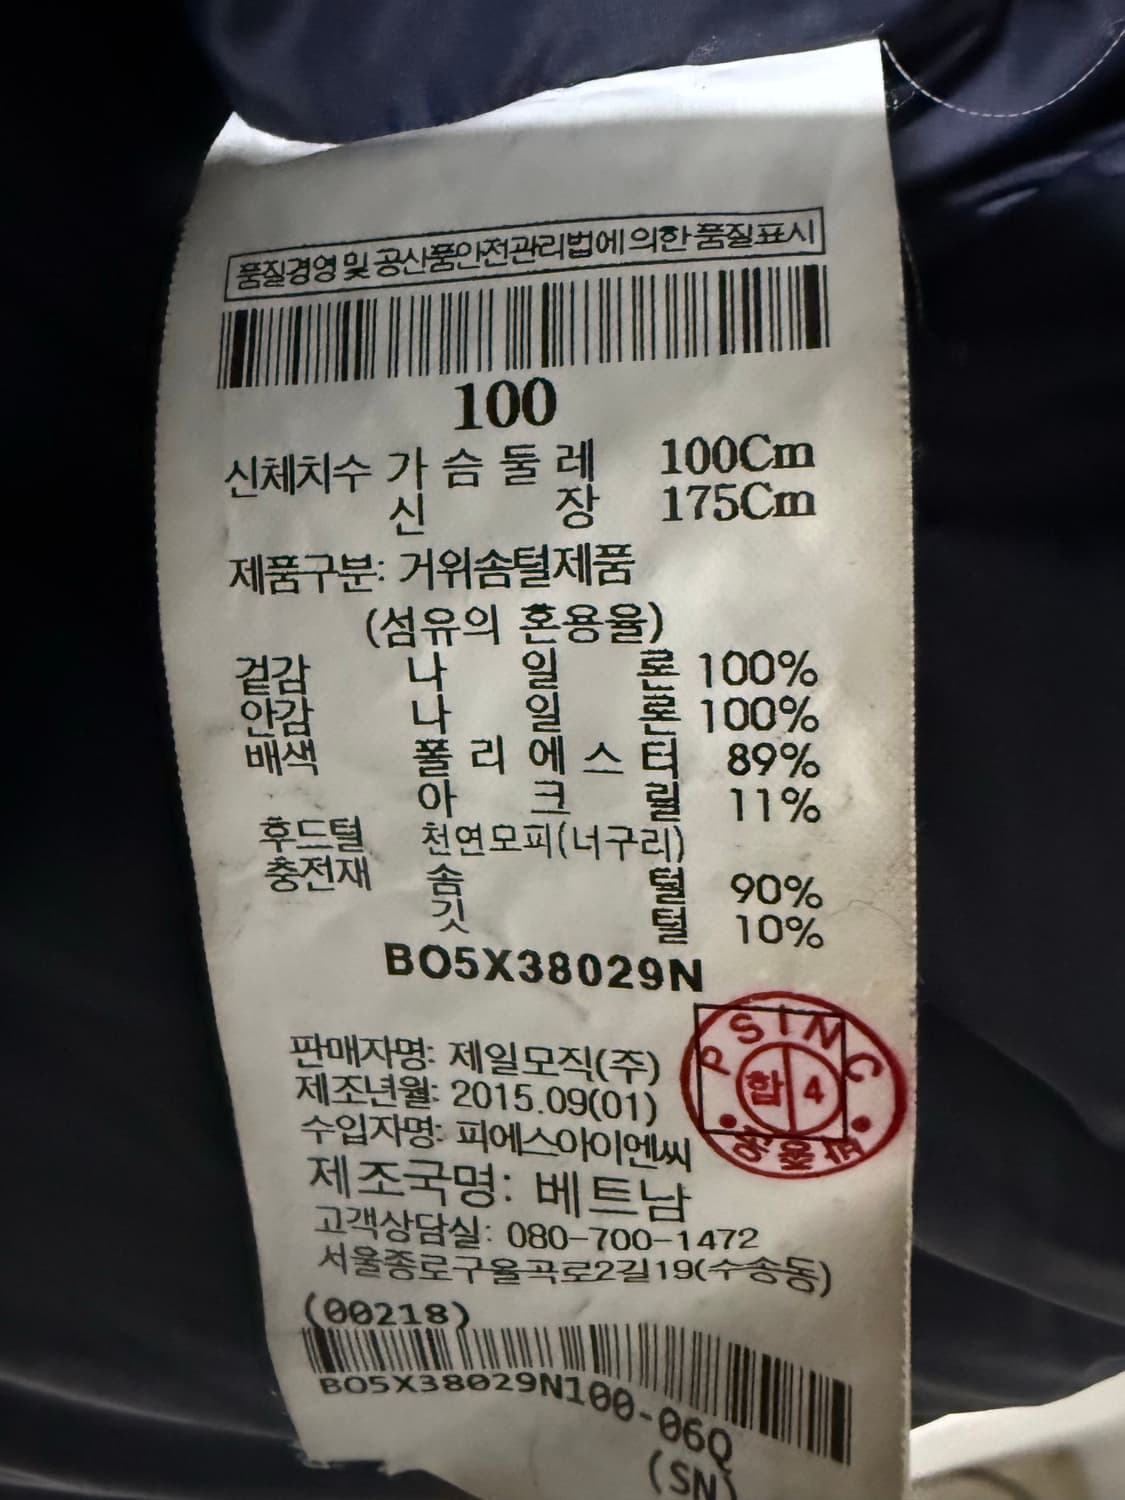 품질경영 및 공산품안전관리법에 의한 품질표시
100
신체치수 가 슴 둘 레 100Cm
신 장 175Cm
제품구분: 거위솜털제품
(섬유의 혼용율)
겉감 나 일 론 100%
안감 나 일 론 100%
배색 폴 리 에 스 터 89%
아 크 릴 11%
후드털 천연모피(너구리)
충전재 솜 털 90%
깃 털 10%
BO5X38029N
판매자명: 제일모직(주)
제조년월: 2015.09(01)
수입자명: 피에스아이엔씨
제조국명: 베트남
고객상담실: 080-700-1472
서울종로구율곡로2길19(수송동)
(00218)
BO5X38029N100-06Q
(SN)
PSINC
합 4